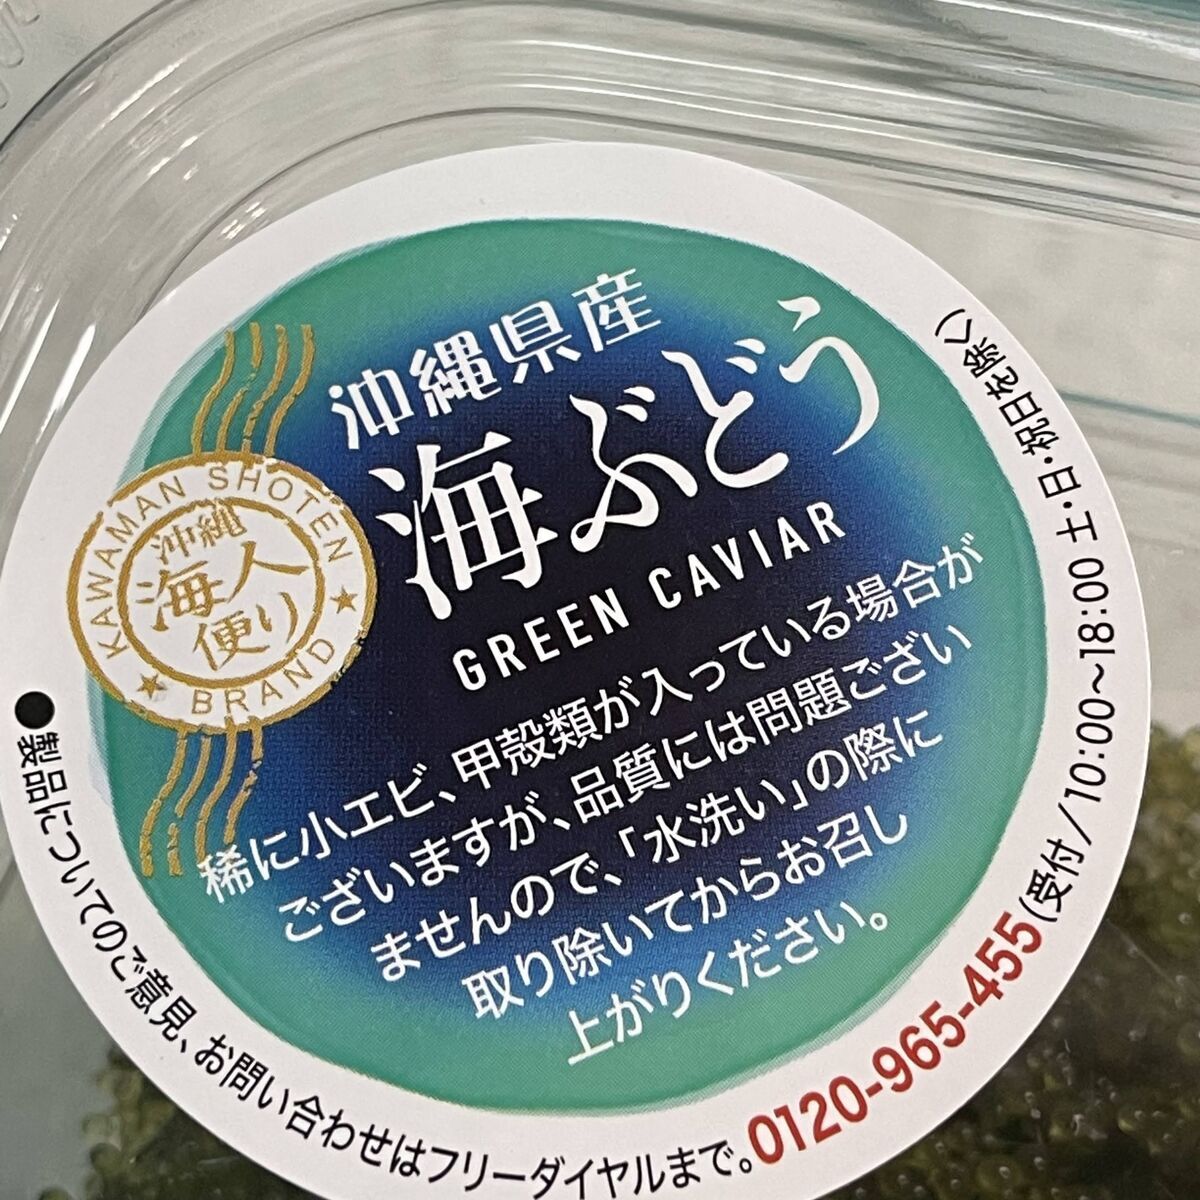 沖縄県産
海ぶどう
GREEN CAVIAR
KAWAMAN SHOTEN
沖縄
海人
便り
BRAND
稀に小エビ、甲殻類が入っている場合が
ございますが、品質には問題ござい
ませんので、「水洗い」の際に
取り除いてからお召し
上がりください。
●製品についてのご意見、お問い合わせはフリーダイヤルまで。0120-965-455(受付/10:00〜18:00 土・日・祝日を除く)